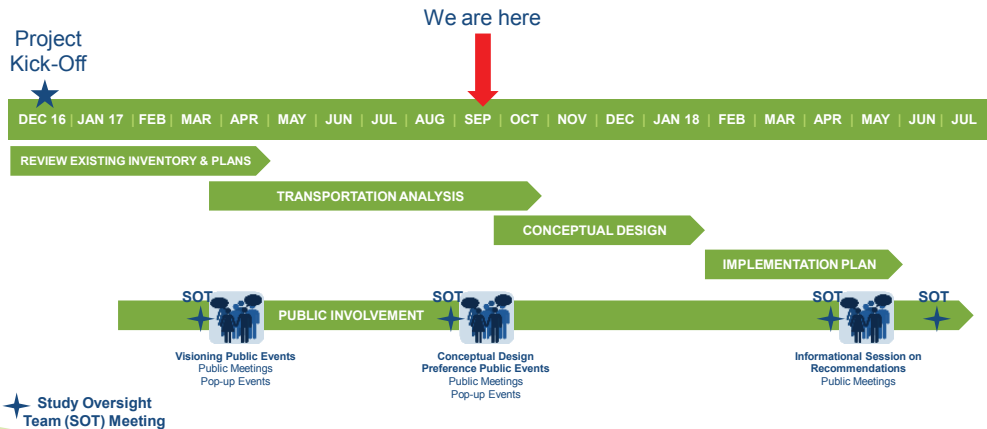 We are here
Project
Kick-Off
DEC 16 | JAN 17 | FEB | MAR | APR | MAY | JUN | JUL | AUG | SEP | OCT | NOV | DEC | JAN 18 | FEB | MAR | APR | MAY | JUN | JUL
REVIEW EXISTING INVENTORY & PLANS
TRANSPORTATION ANALYSIS
CONCEPTUAL DESIGN
IMPLEMENTATION PLAN
SOT SOT SOT SOT
PUBLIC INVOLVEMENT
Visioning Public Events
Public Meetings
Pop-up Events
Conceptual Design
Preference Public Events
Public Meetings
Pop-up Events
Informational Session on
Recommendations
Public Meetings
Study Oversight
Team (SOT) Meeting